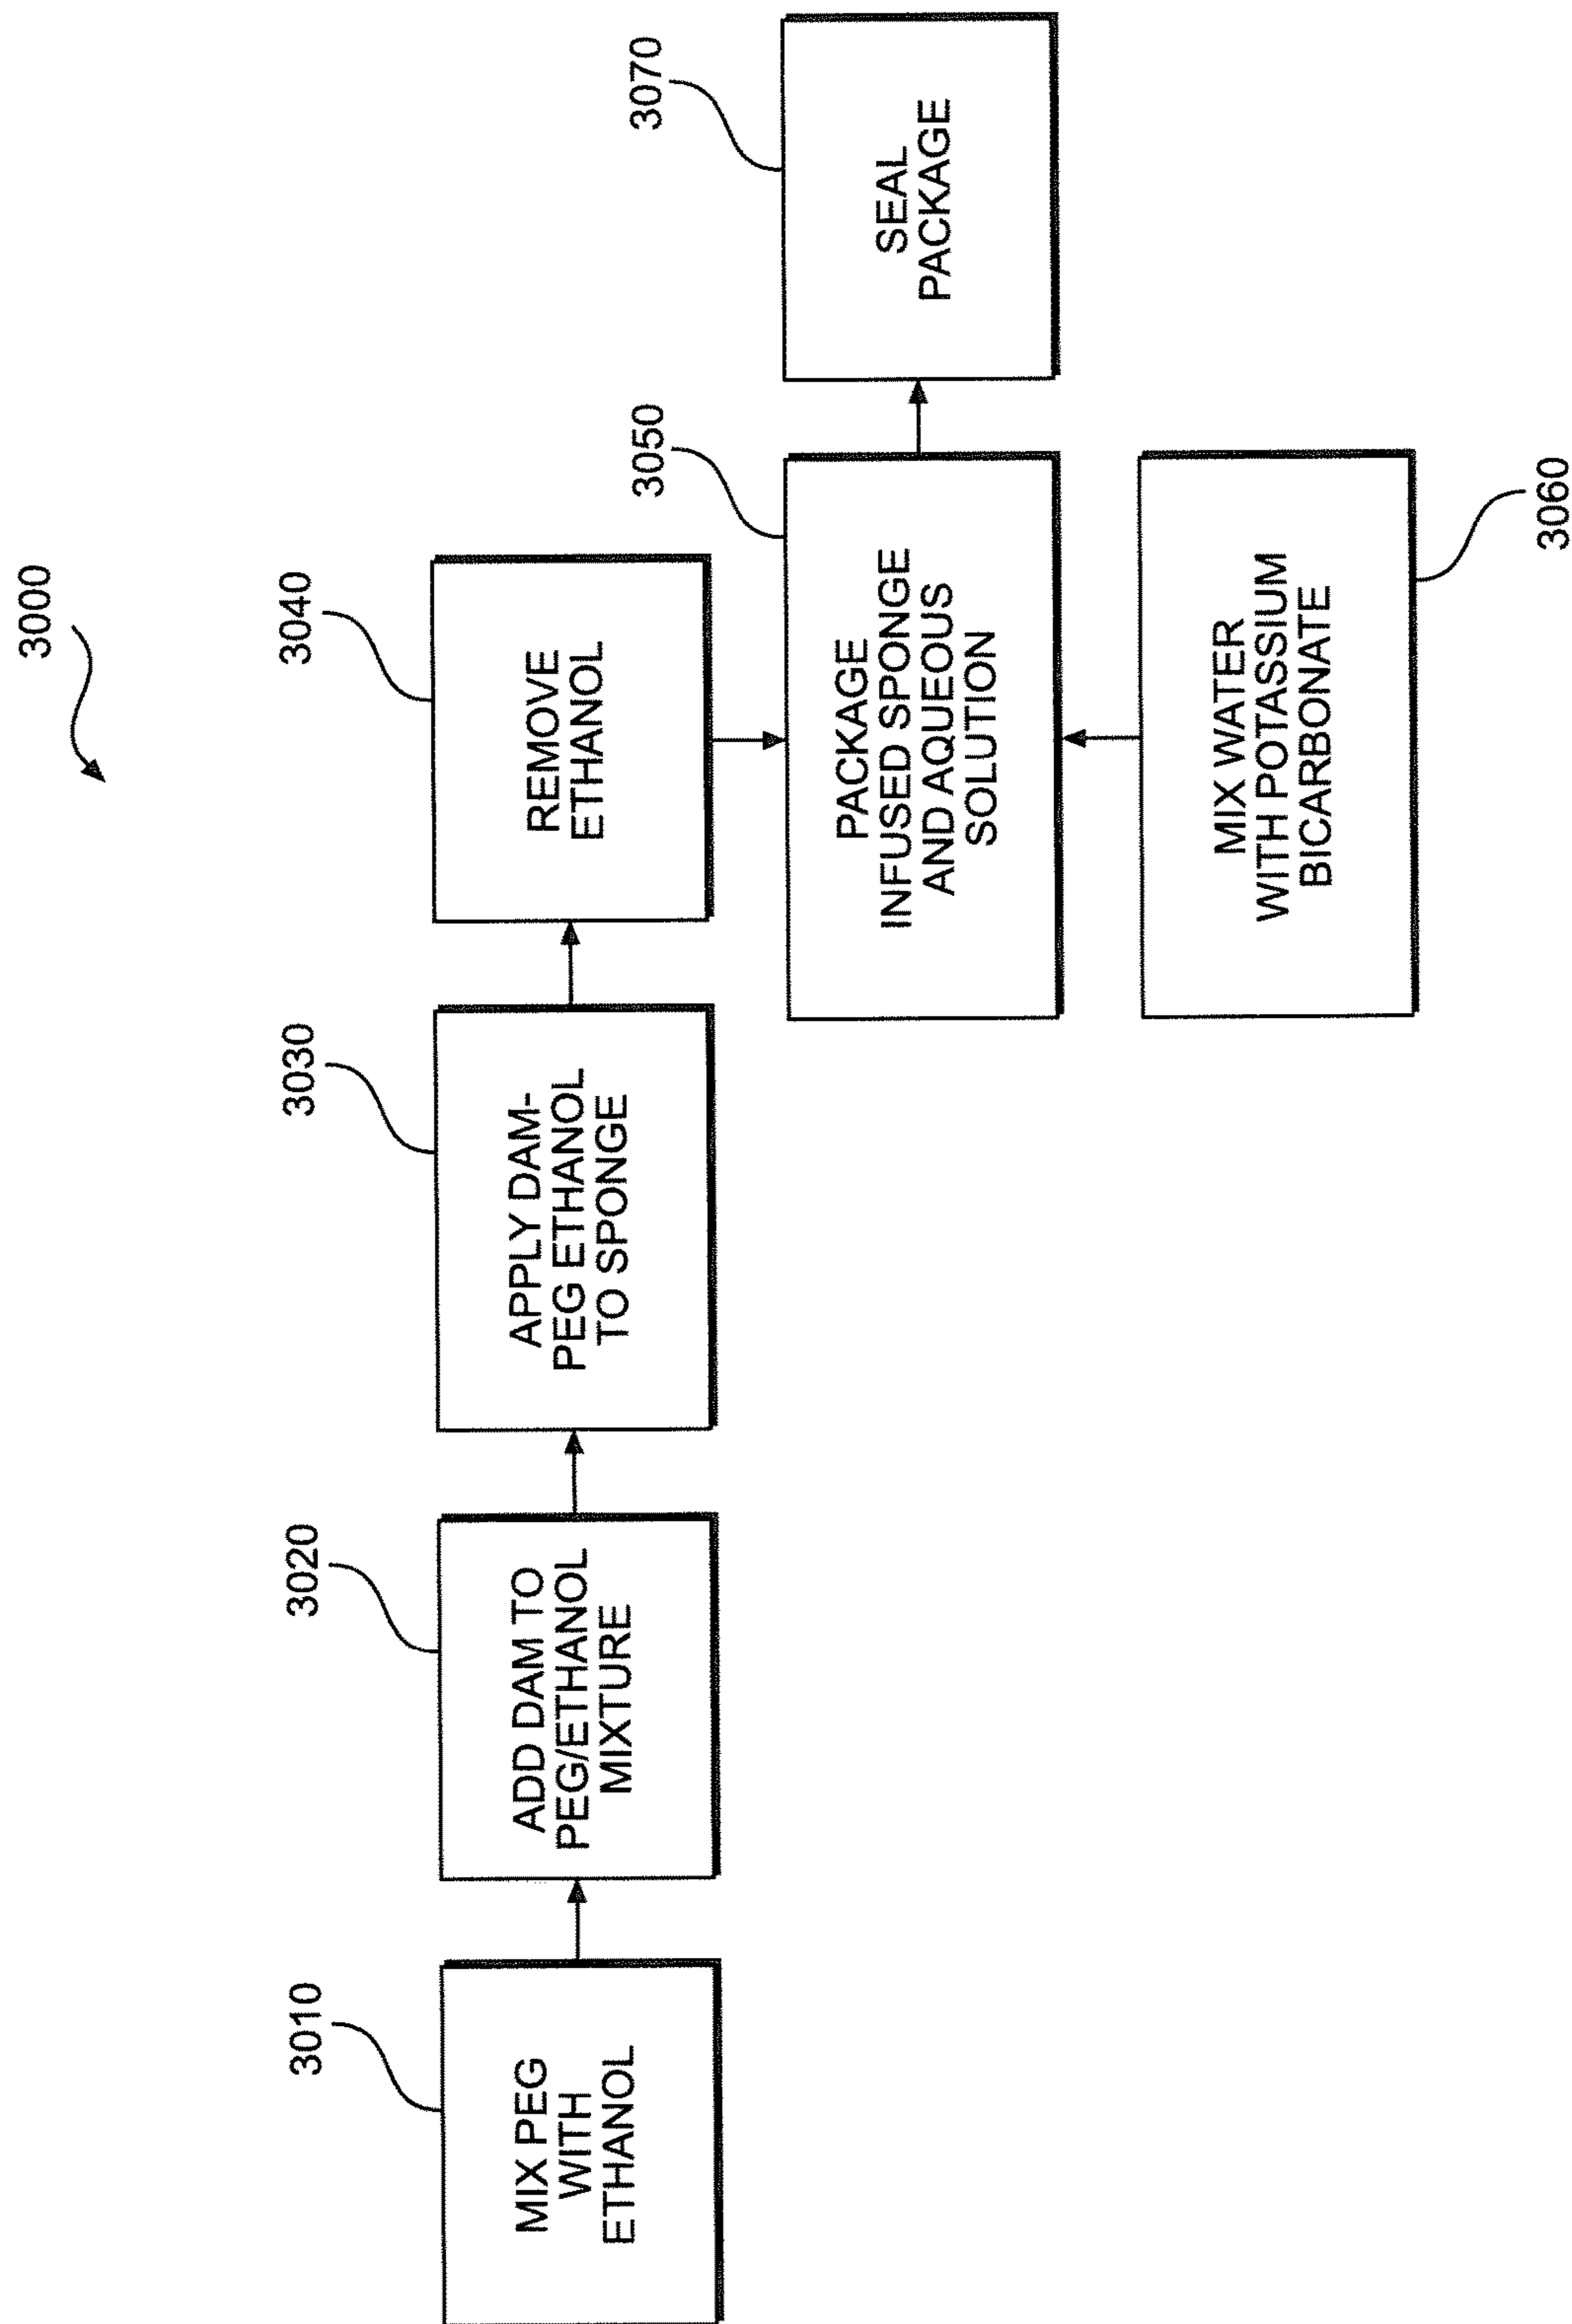 3000
3010
MIX PEG
WITH
ETHANOL
3020
ADD DAM TO
PEG/ETHANOL
MIXTURE
3030
APPLY DAM-
PEG ETHANOL
TO SPONGE
3040
REMOVE
ETHANOL
3050
PACKAGE
INFUSED SPONGE
AND AQUEOUS
SOLUTION
3070
SEAL
PACKAGE
MIX WATER
WITH POTASSIUM
BICARBONATE
3060